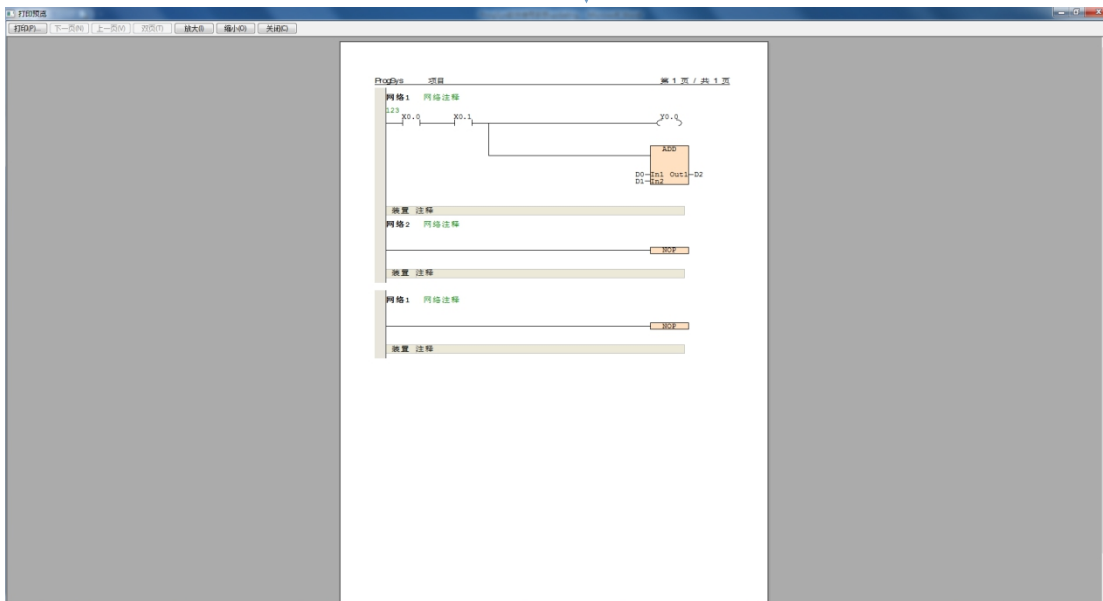 打印预览
打印(P)... 下一页(N) 上一页(V) 双页(T) 放大(I) 缩小(O) 关闭(C)
ProgSys 项目 第 1 页 / 共 1 页
网络1 网络注释
123
X0.0 X0.1 Y0.0
ADD
D0 In1 Out1 D2
D1 In2
装置 注释
网络2 网络注释
NOP
装置 注释
网络1 网络注释
NOP
装置 注释